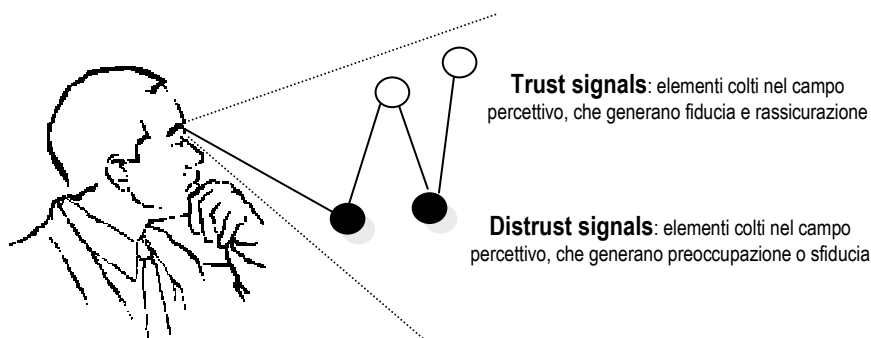 Trust signals: elementi colti nel campo
percettivo, che generano fiducia e rassicurazione
Distrust signals: elementi colti nel campo
percettivo, che generano preoccupazione o sfiducia